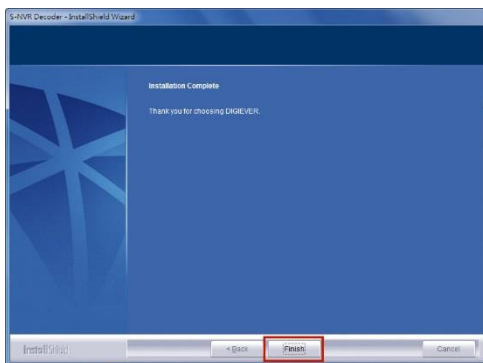 S-NVR Decoder - InstallShield Wizard
Installation Complete
Thank you for choosing DIGIEVER.
InstallShield
< Back
Finish
Cancel